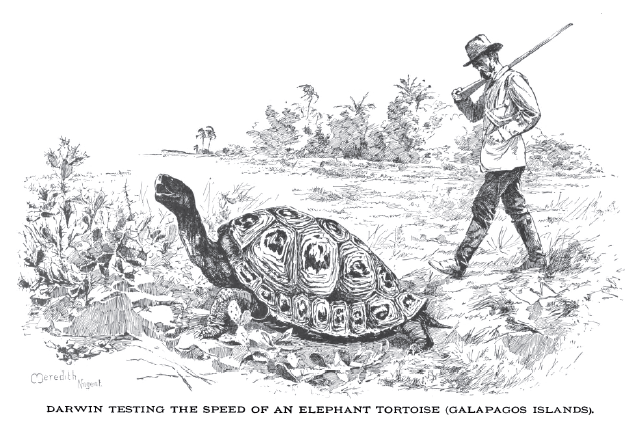 Meredith
Nugent.
DARWIN TESTING THE SPEED OF AN ELEPHANT TORTOISE (GALAPAGOS ISLANDS).